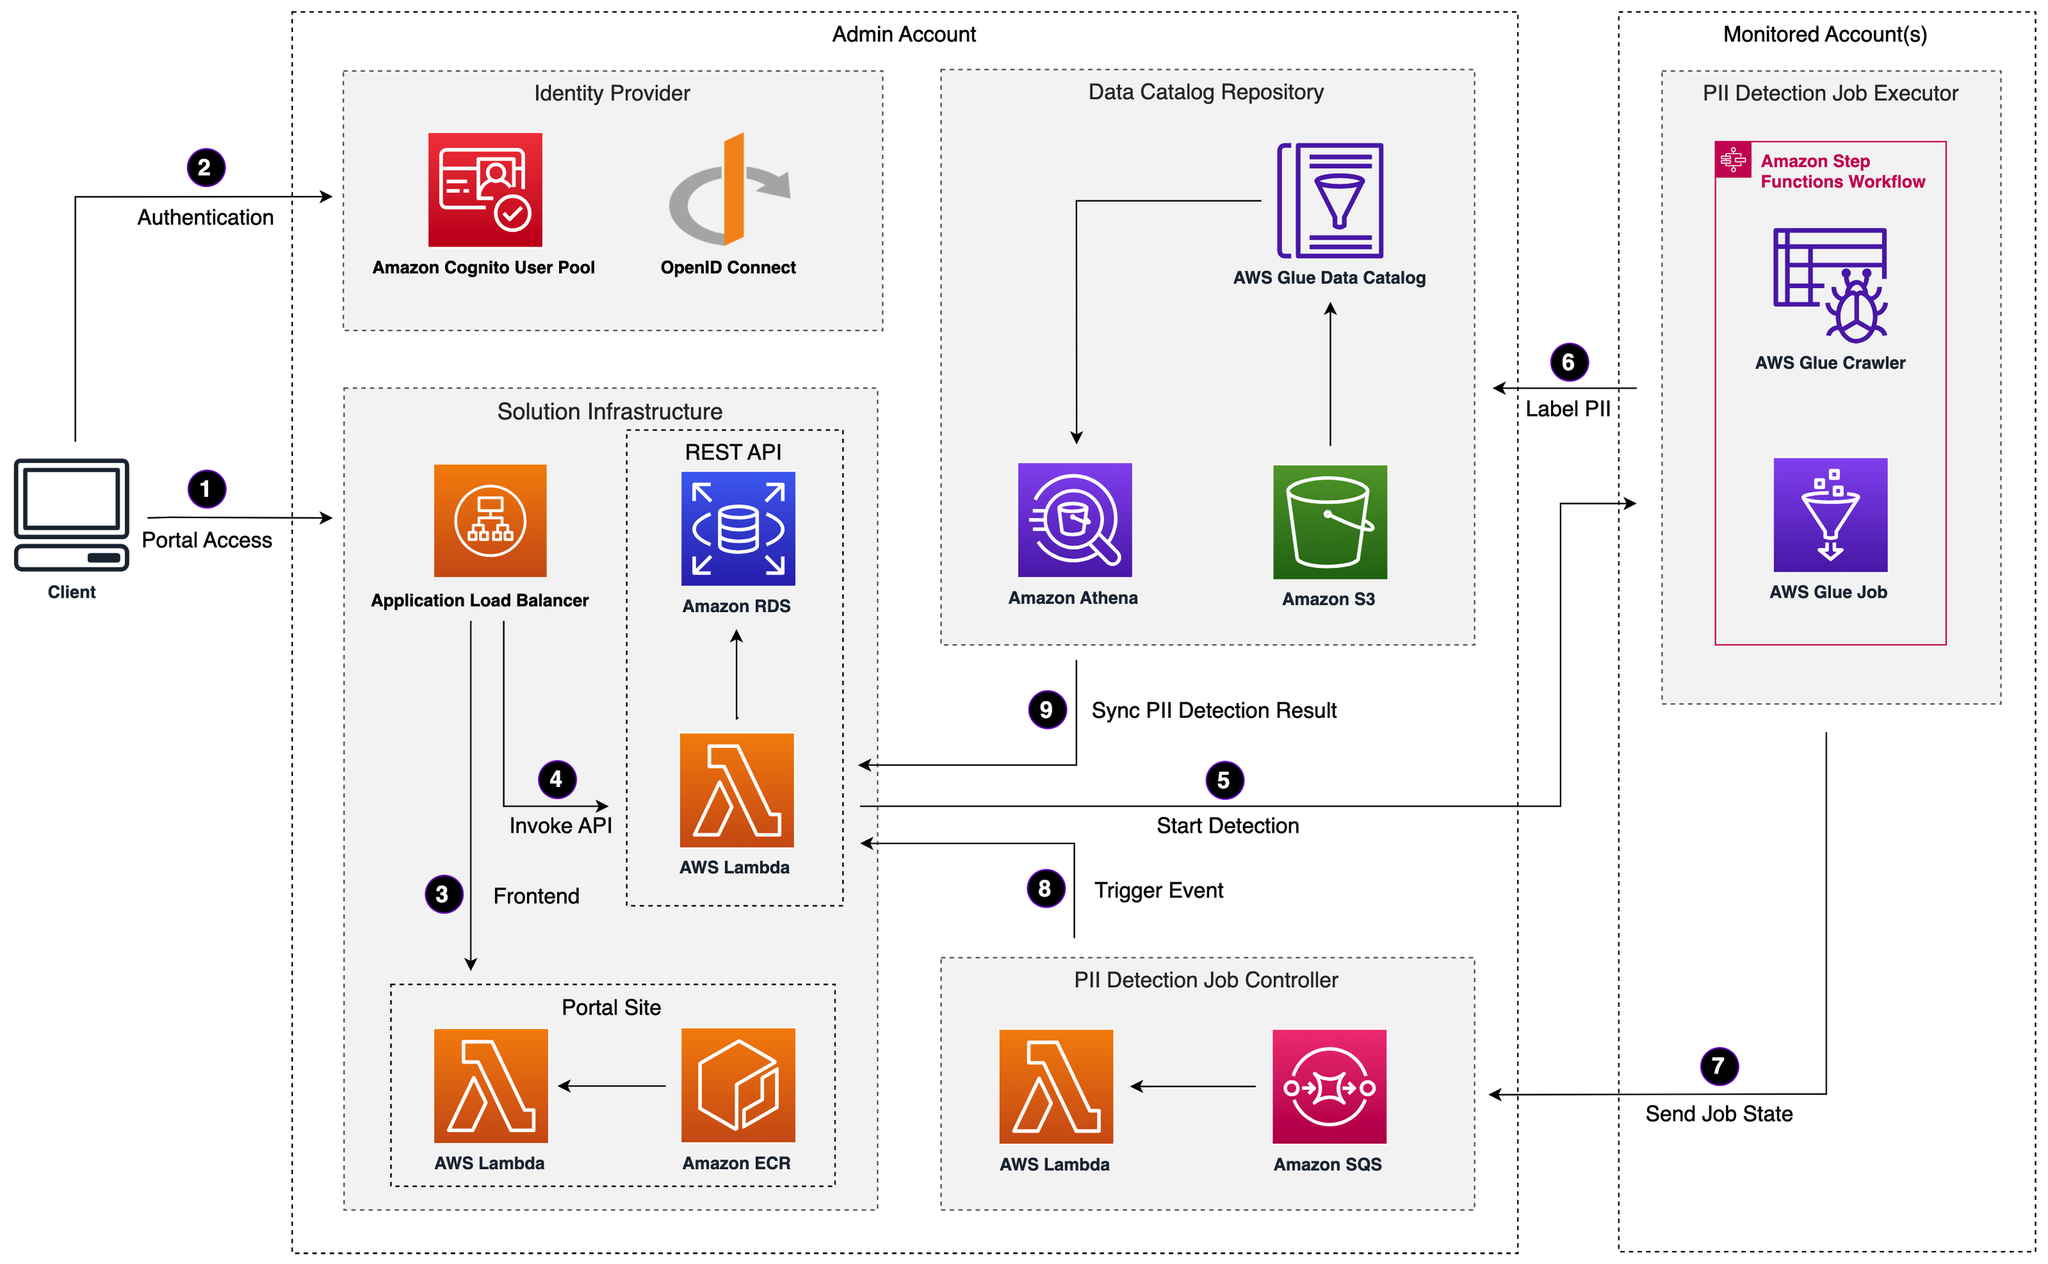 Admin Account
Monitored Account(s)
Identity Provider
Amazon Cognito User Pool
OpenID Connect
Data Catalog Repository
AWS Glue Data Catalog
Amazon Athena
Amazon S3
PII Detection Job Executor
Amazon Step
Functions Workflow
AWS Glue Crawler
AWS Glue Job
2
Authentication
1
Portal Access
Client
Solution Infrastructure
Application Load Balancer
REST API
Amazon RDS
AWS Lambda
4
Invoke API
3
Frontend
Portal Site
AWS Lambda
Amazon ECR
6
Label PII
9
Sync PII Detection Result
5
Start Detection
8
Trigger Event
PII Detection Job Controller
AWS Lambda
Amazon SQS
7
Send Job State